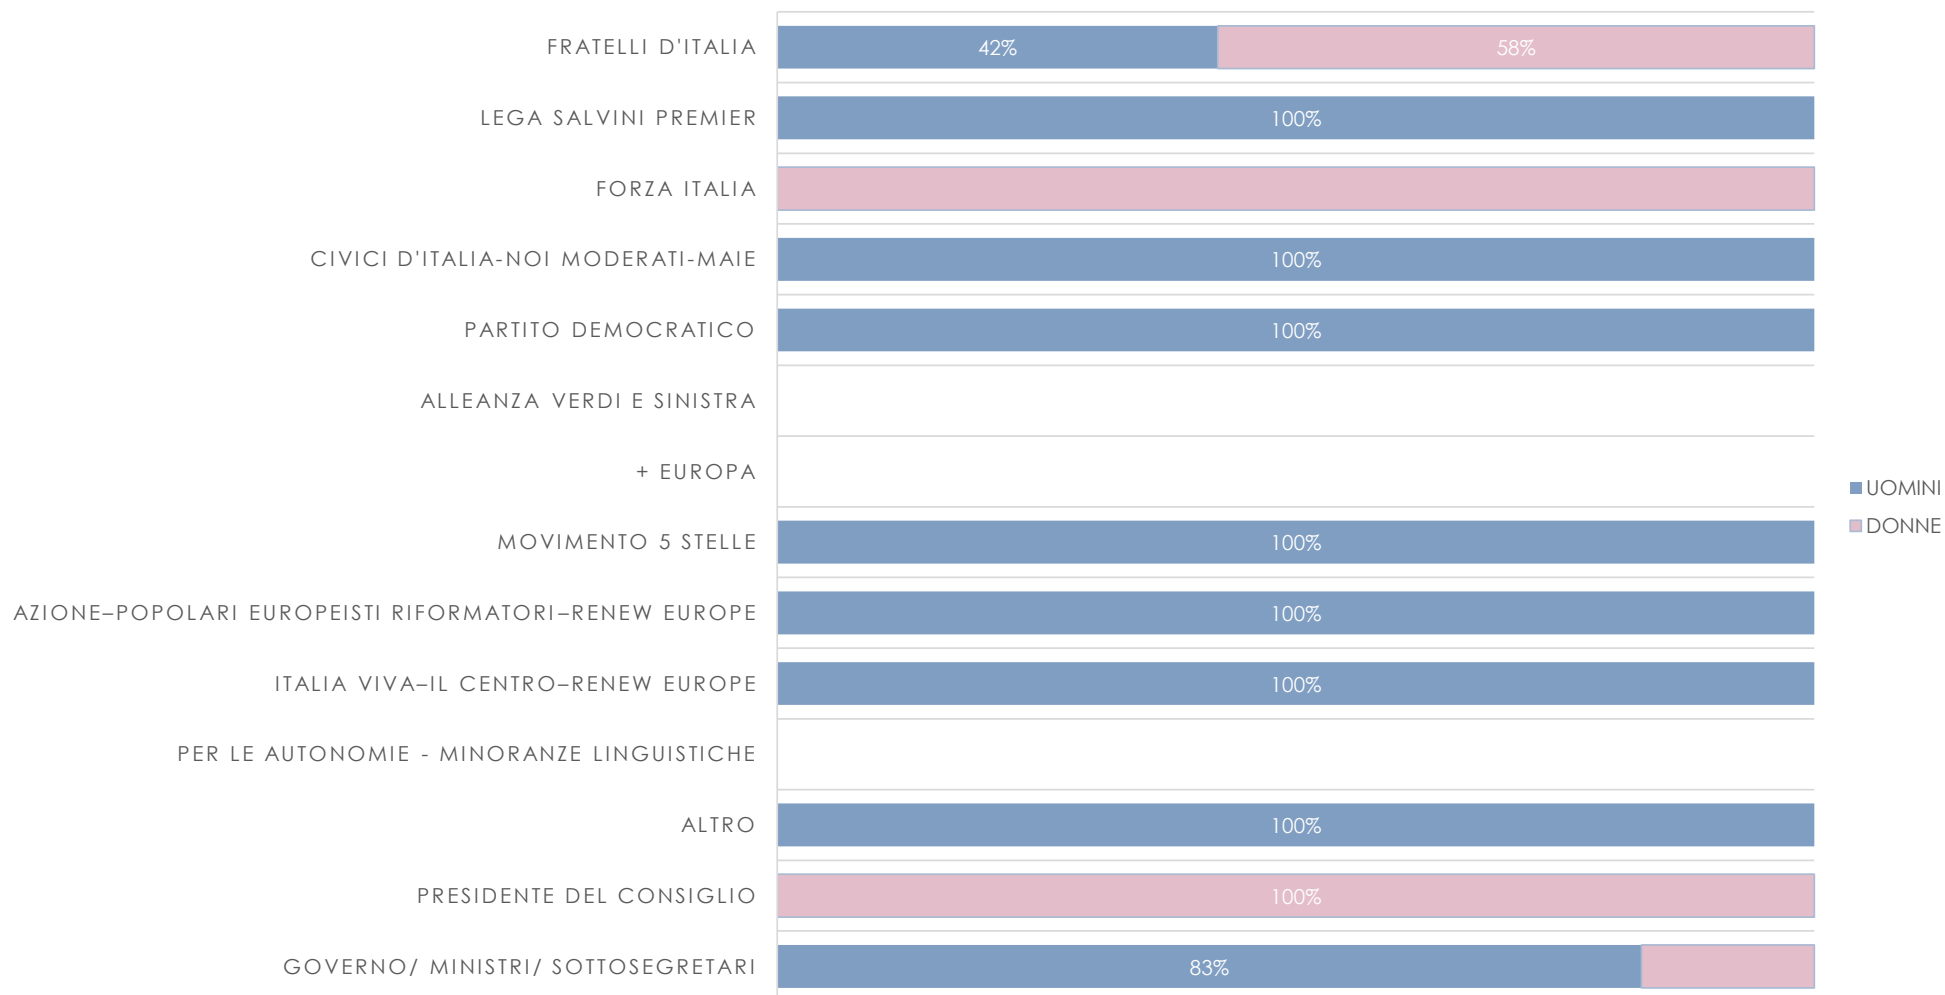 FRATELLI D'ITALIA 42% 58%
LEGA SALVINI PREMIER 100%
FORZA ITALIA
CIVICI D'ITALIA-NOI MODERATI-MAIE 100%
PARTITO DEMOCRATICO 100%
ALLEANZA VERDI E SINISTRA
+ EUROPA
UOMINI
DONNE
MOVIMENTO 5 STELLE 100%
AZIONE–POPOLARI EUROPEISTI RIFORMATORI–RENEW EUROPE 100%
ITALIA VIVA–IL CENTRO–RENEW EUROPE 100%
PER LE AUTONOMIE - MINORANZE LINGUISTICHE
ALTRO 100%
PRESIDENTE DEL CONSIGLIO 100%
GOVERNO/ MINISTRI/ SOTTOSEGRETARI 83%